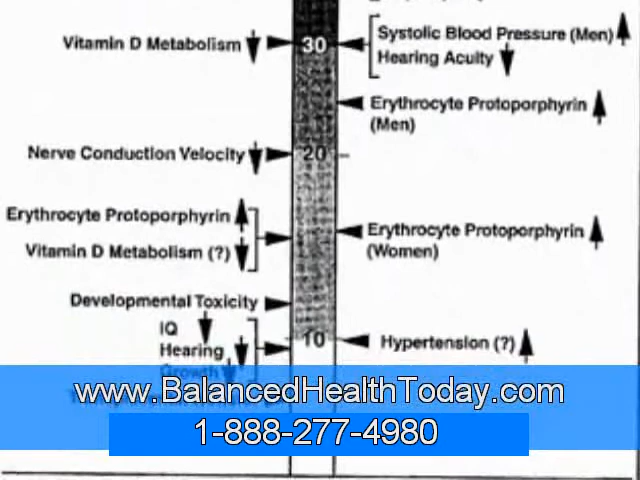 Systolic Blood Pressure (Men)
Vitamin D Metabolism
30
Hearing Acuity
Erythrocyte Protoporphyrin
(Men)
Nerve Conduction Velocity
20
Erythrocyte Protoporphyrin
Vitamin D Metabolism (?)
Erythrocyte Protoporphyrin
(Women)
Developmental Toxicity
IQ
10
Hearing
Hypertension (?)
Growth
www.BalancedHealthToday.com
1-888-277-4980